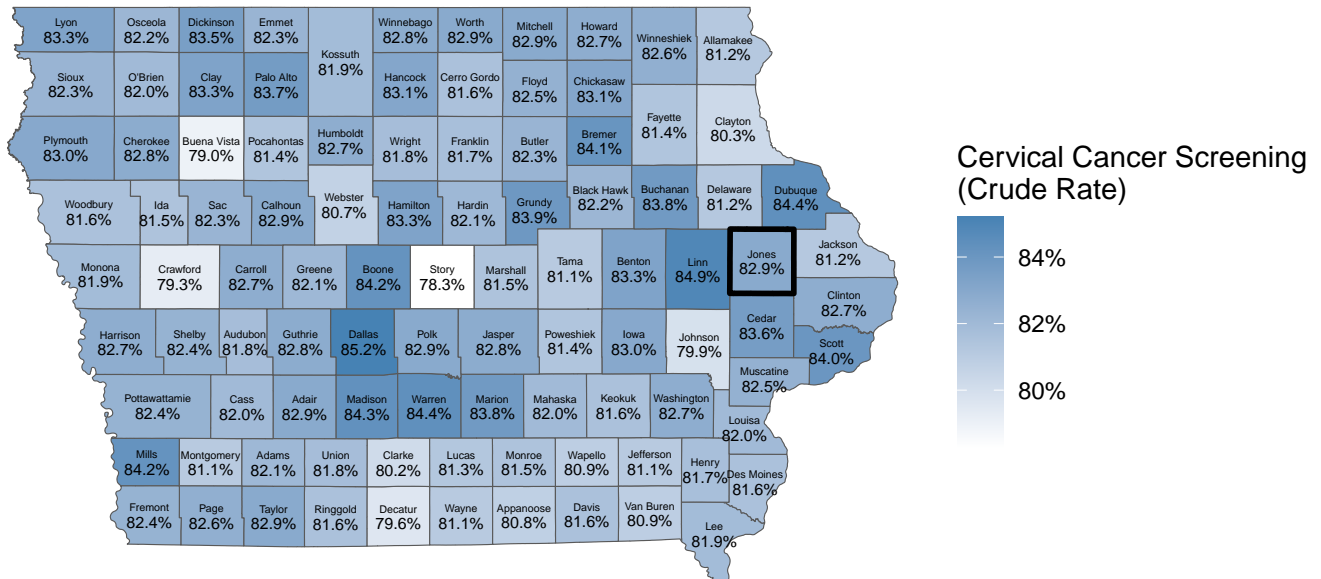 Lyon
83.3%
Osceola
82.2%
Dickinson
83.5%
Emmet
82.3%
Kossuth
81.9%
Winnebago
82.8%
Worth
82.9%
Mitchell
82.9%
Howard
82.7%
Winneshiek
82.6%
Allamakee
81.2%
Sioux
82.3%
O'Brien
82.0%
Clay
83.3%
Palo Alto
83.7%
Hancock
83.1%
Cerro Gordo
81.6%
Floyd
82.5%
Chickasaw
83.1%
Fayette
81.4%
Clayton
80.3%
Plymouth
83.0%
Cherokee
82.8%
Buena Vista
79.0%
Pocahontas
81.4%
Humboldt
82.7%
Wright
81.8%
Franklin
81.7%
Butler
82.3%
Bremer
84.1%
Woodbury
81.6%
Ida
81.5%
Sac
82.3%
Calhoun
82.9%
Webster
80.7%
Hamilton
83.3%
Hardin
82.1%
Grundy
83.9%
Black Hawk
82.2%
Buchanan
83.8%
Delaware
81.2%
Dubuque
84.4%
Monona
81.9%
Crawford
79.3%
Carroll
82.7%
Greene
82.1%
Boone
84.2%
Story
78.3%
Marshall
81.5%
Tama
81.1%
Benton
83.3%
Linn
84.9%
Jones
82.9%
Jackson
81.2%
Clinton
82.7%
Harrison
82.7%
Shelby
82.4%
Audubon
81.8%
Guthrie
82.8%
Dallas
85.2%
Polk
82.9%
Jasper
82.8%
Poweshiek
81.4%
Iowa
83.0%
Johnson
79.9%
Cedar
83.6%
Scott
84.0%
Muscatine
82.5%
Pottawattamie
82.4%
Cass
82.0%
Adair
82.9%
Madison
84.3%
Warren
84.4%
Marion
83.8%
Mahaska
82.0%
Keokuk
81.6%
Washington
82.7%
Louisa
82.0%
Mills
84.2%
Montgomery
81.1%
Adams
82.1%
Union
81.8%
Clarke
80.2%
Lucas
81.3%
Monroe
81.5%
Wapello
80.9%
Jefferson
81.1%
Henry
81.7%
Des Moines
81.6%
Fremont
82.4%
Page
82.6%
Taylor
82.9%
Ringgold
81.6%
Decatur
79.6%
Wayne
81.1%
Appanoose
80.8%
Davis
81.6%
Van Buren
80.9%
Lee
81.9%
Cervical Cancer Screening
(Crude Rate)
84%
82%
80%